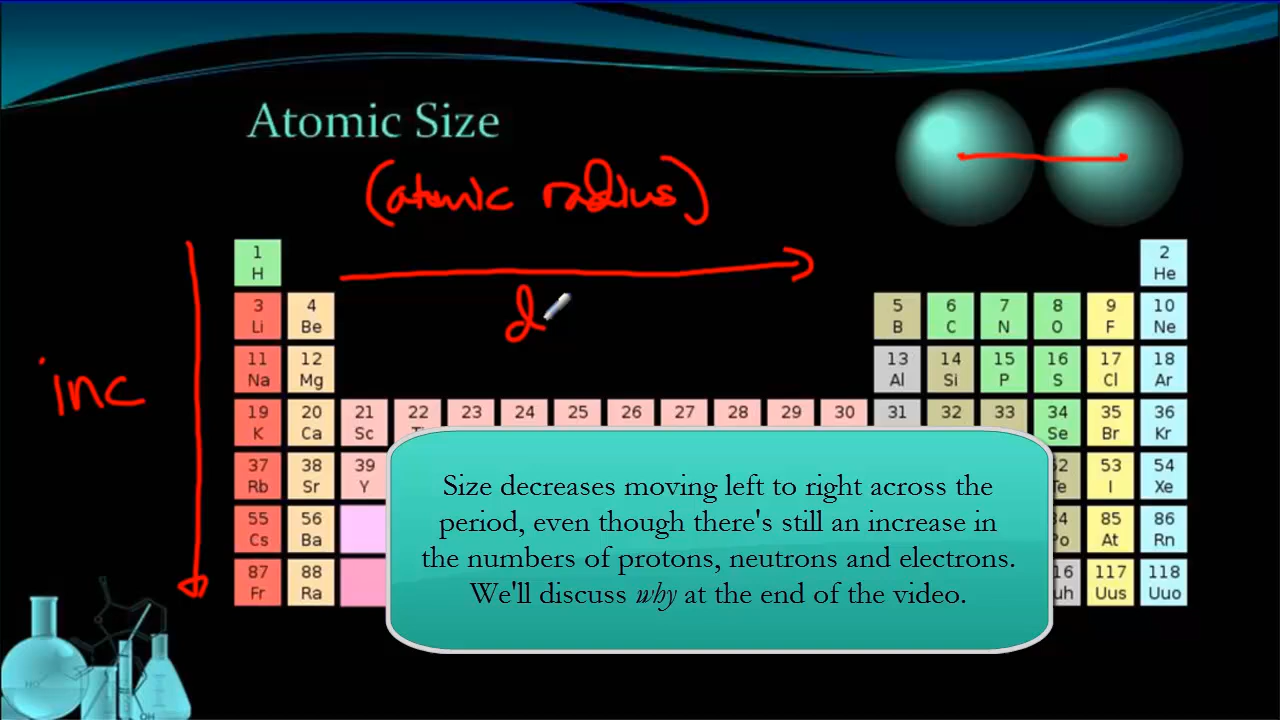 Atomic Size
(atomic radius)
1 2
H He
3 4 5 6 7 8 9 10
Li Be B C N O F Ne
d
11 12 13 14 15 16 17 18
Na Mg Al Si P S Cl Ar
inc
19 20 21 22 23 24 25 26 27 28 29 30 31 32 33 34 35 36
K Ca Sc Se Br Kr
37 38 39 53 54
Rb Sr Y Te I Xe
55 56 85 86
Cs Ba Po At Rn
87 88 117 118
Fr Ra Uus Uuo
Size decreases moving left to right across the
period, even though there's still an increase in
the numbers of protons, neutrons and electrons.
We'll discuss why at the end of the video.
HO
OH